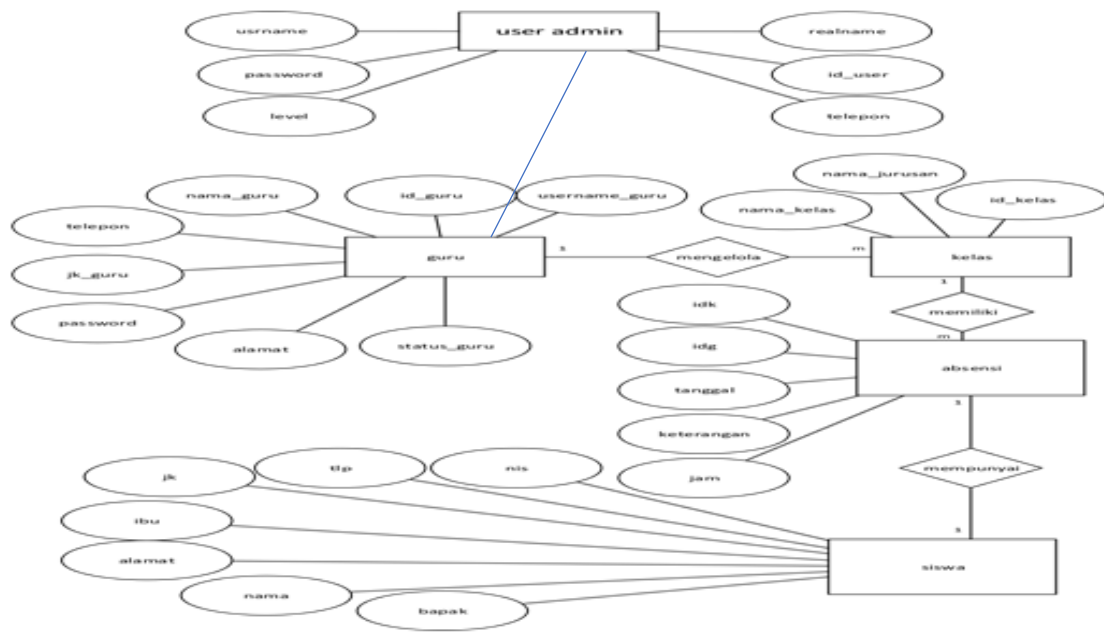 usrname
user admin
realname
password
id_user
level
telepon
nama_guru
id_guru
username_guru
nama_jurusan
nama_kelas
id_kelas
telepon
guru
1
mengelola
m
kelas
jk_guru
1
idk
memiliki
password
m
alamat
status_guru
idg
absensi
tanggal
1
keterangan
jk
tlp
nis
jam
mempunyai
ibu
1
alamat
siswa
nama
bapak